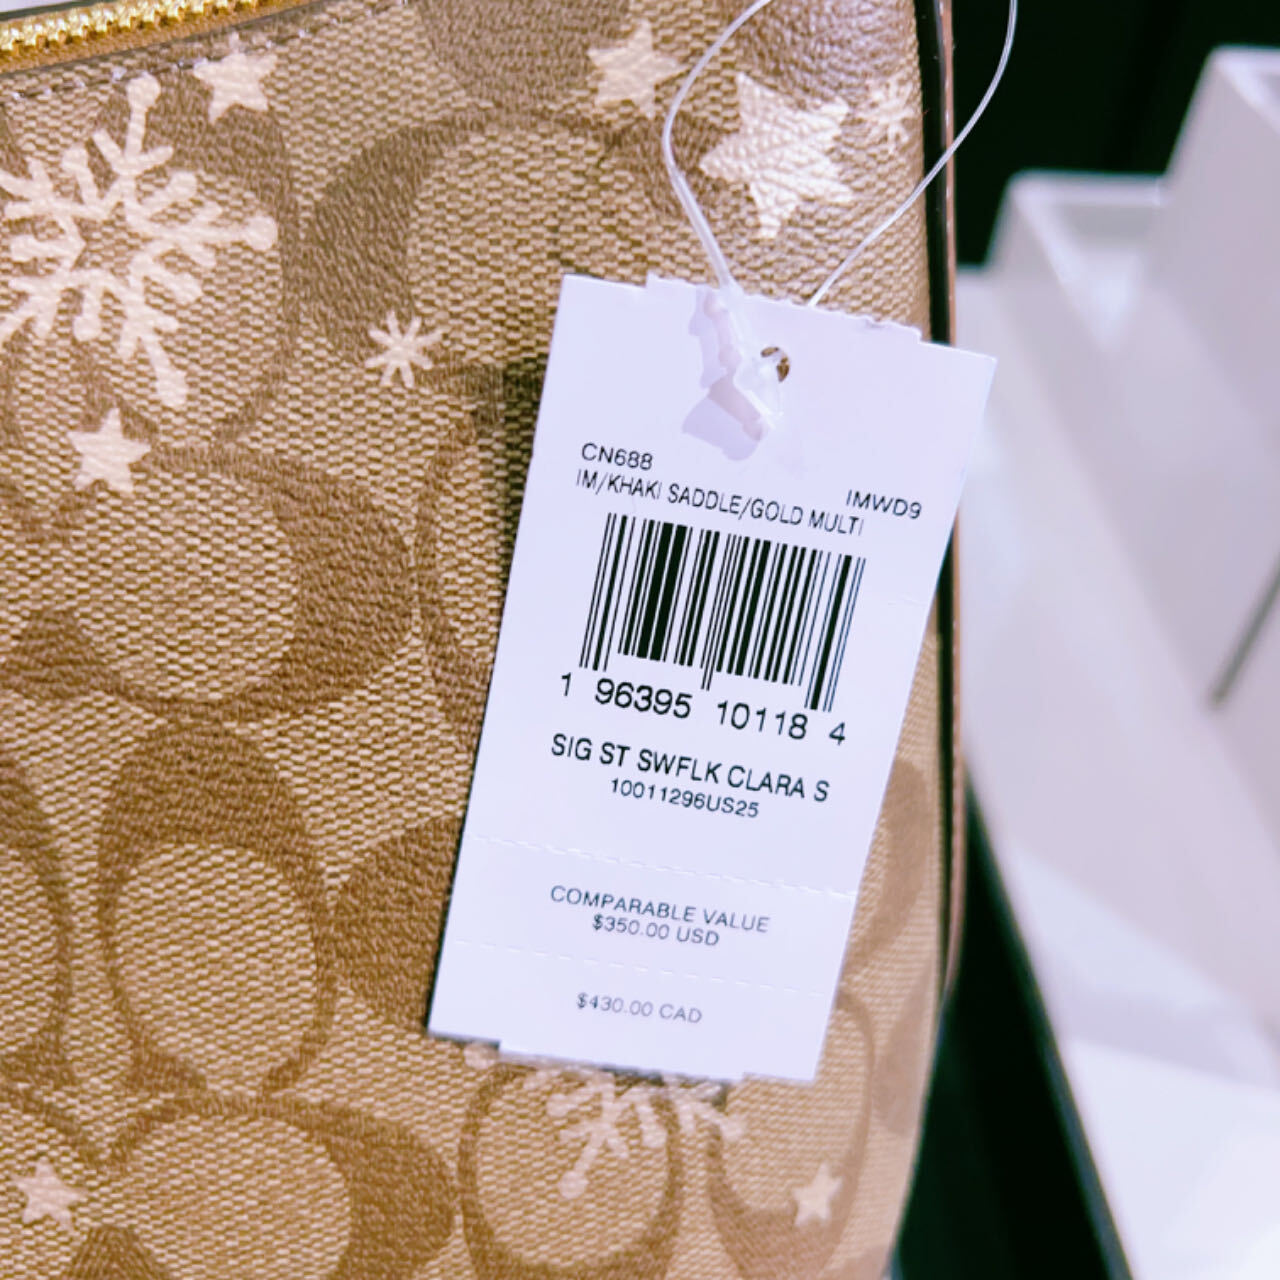 CN688
IMWD9
IM/KHAKI SADDLE/GOLD MULTI
1 96395 10118 4
SIG ST SWFLK CLARA S
10011296US25
COMPARABLE VALUE
$350.00 USD
$430.00 CAD